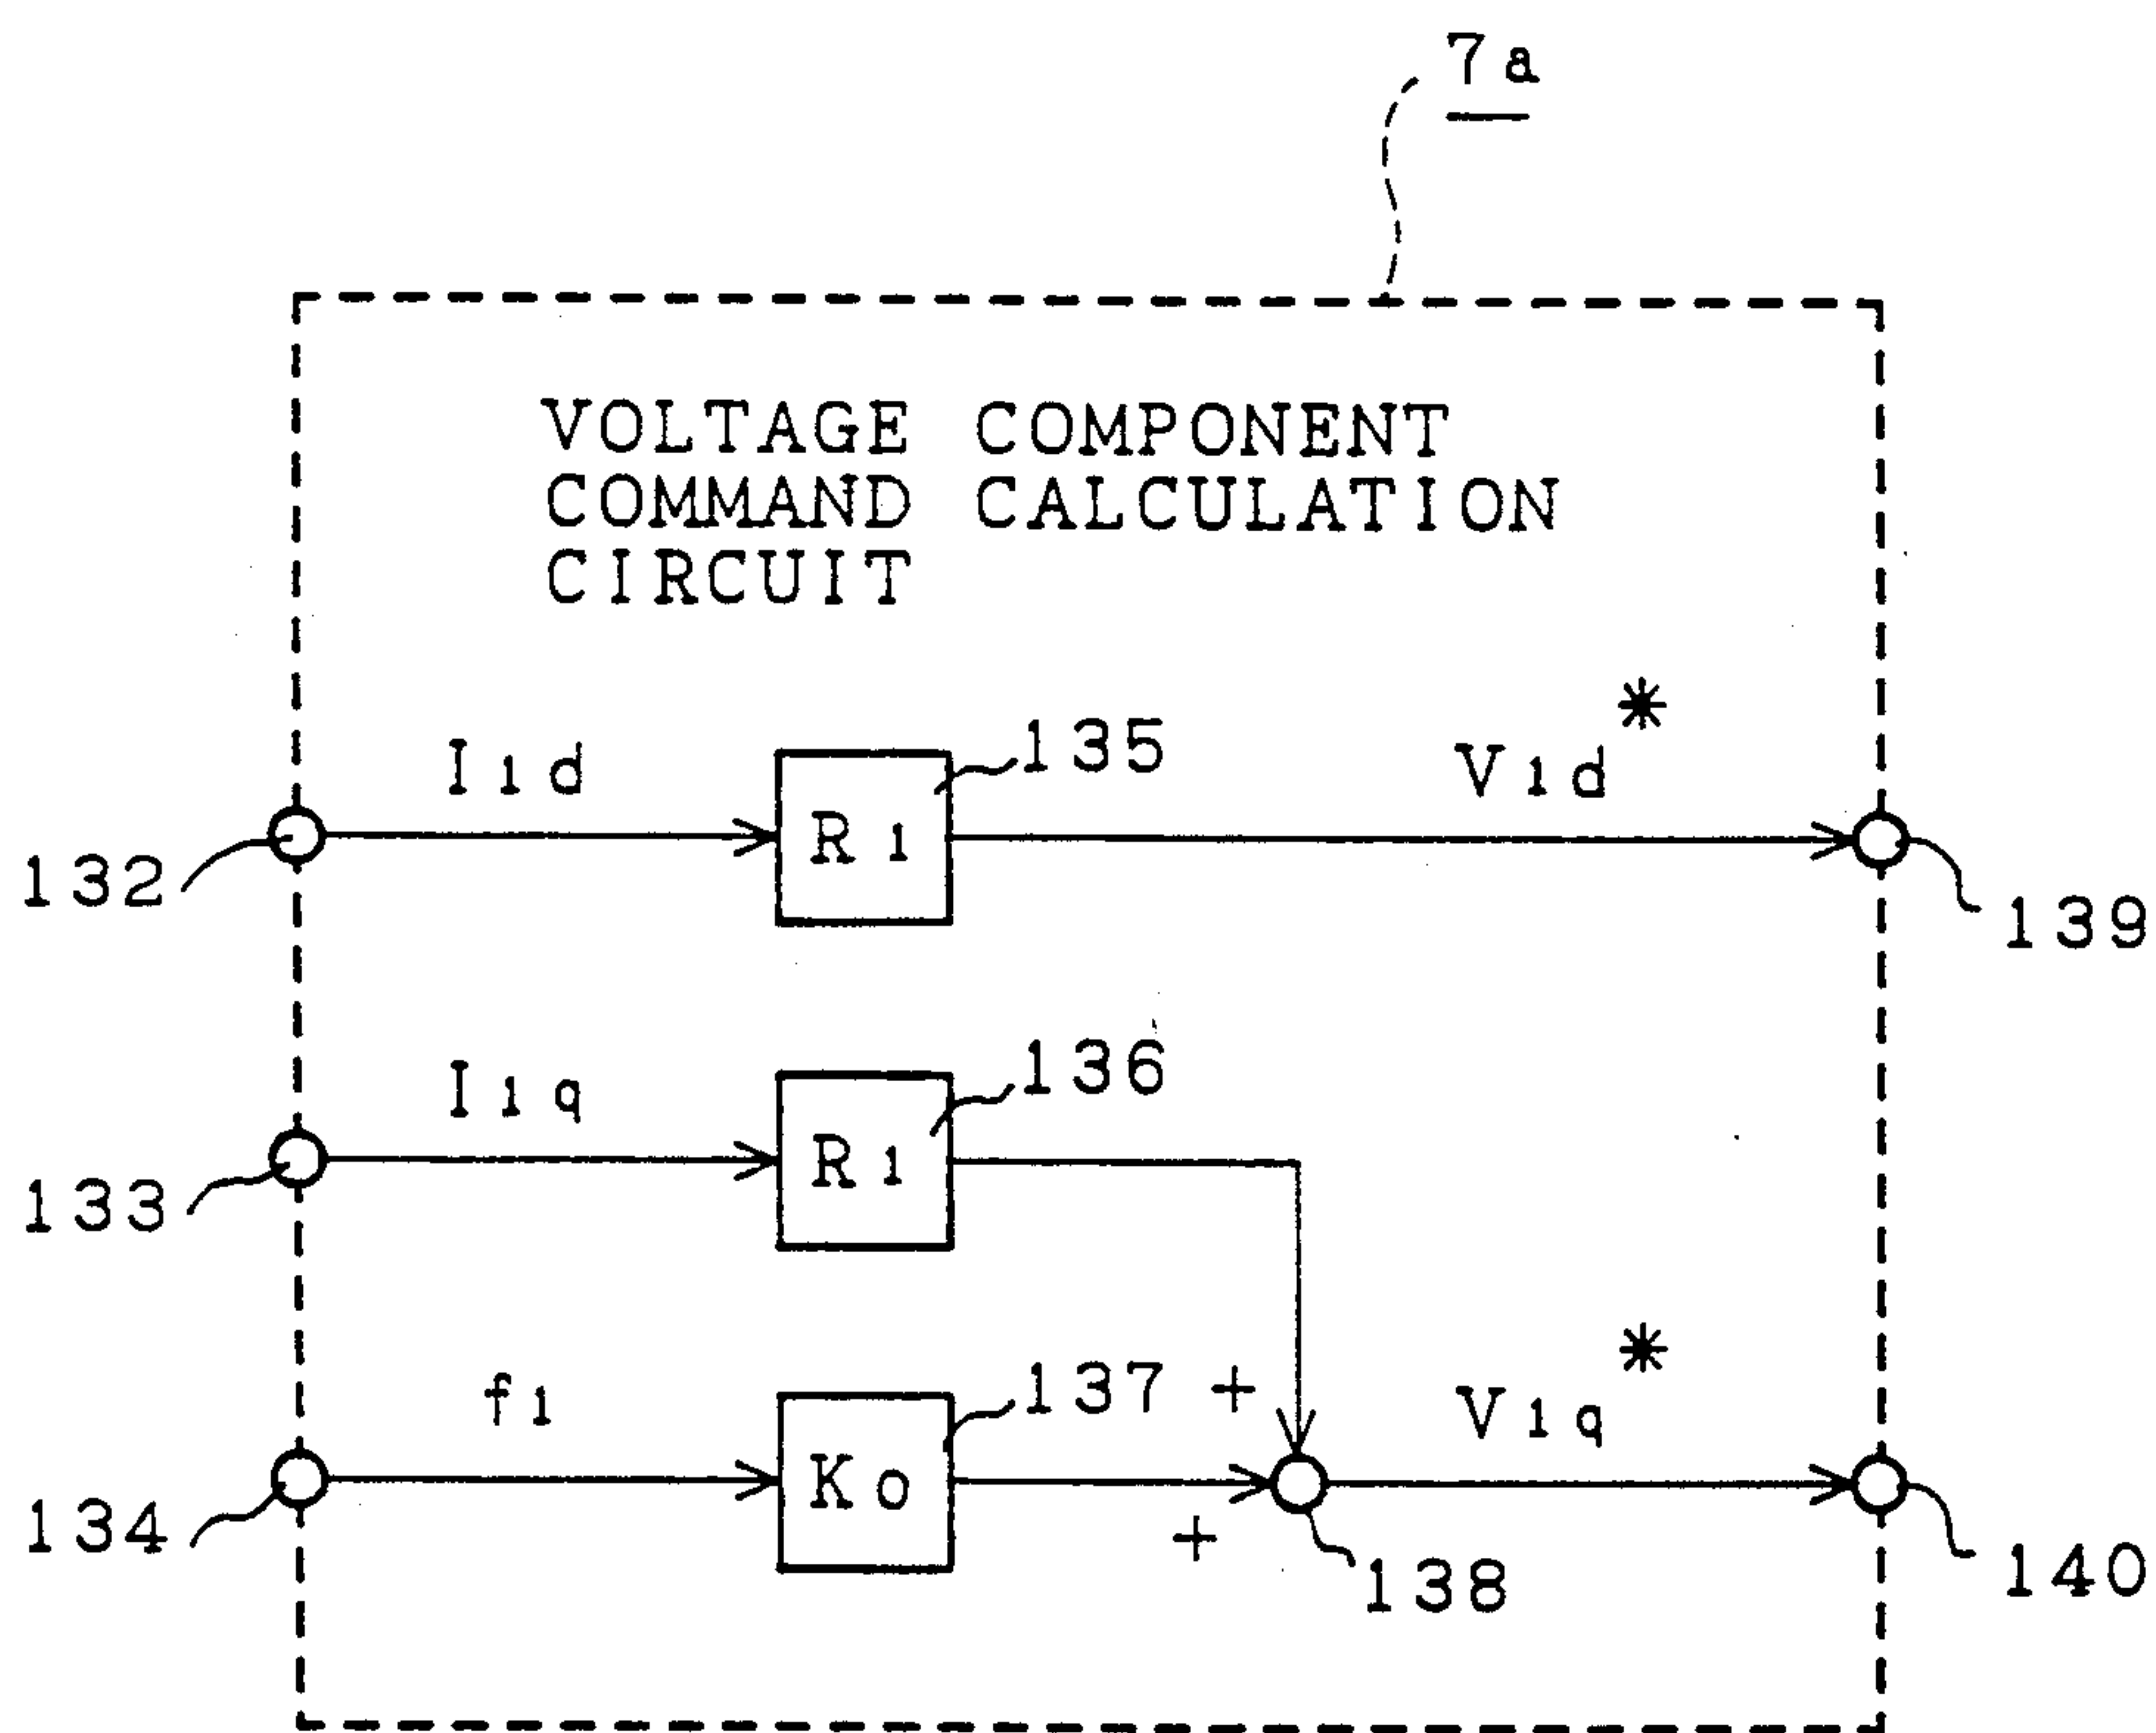 7a
VOLTAGE COMPONENT
COMMAND CALCULATION
CIRCUIT
I1d
135
V1d*
R1
132
139
I1q
136
R1
133
f1
137
+
V1q*
Ko
134
+
138
140